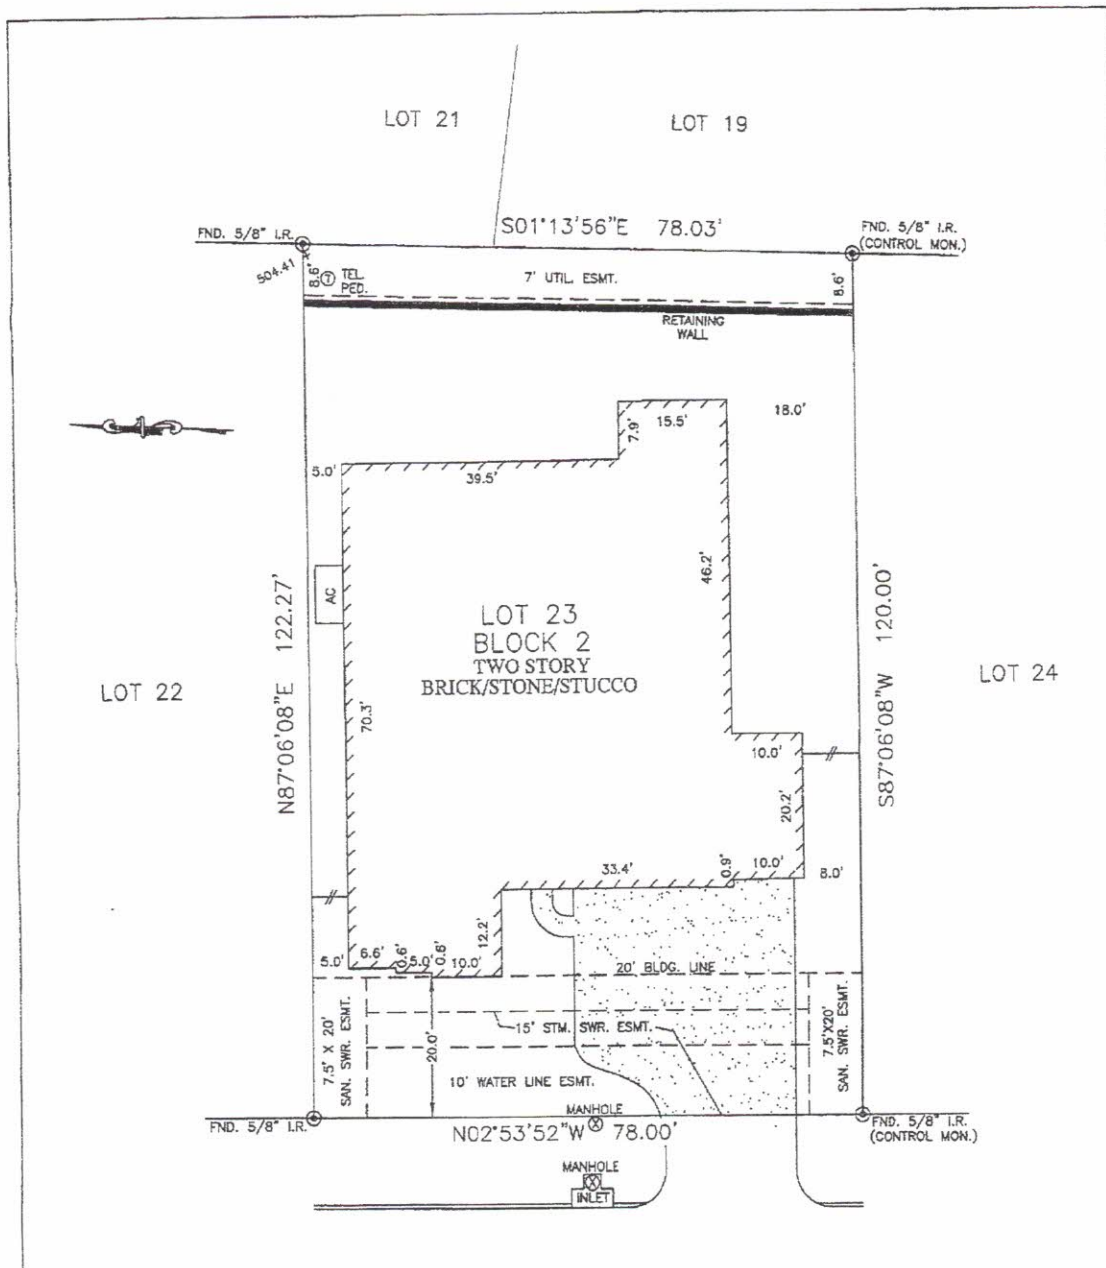 LOT 21
LOT 19
S01°13'56"E 78.03'
FND. 5/8" I.R.
FND. 5/8" I.R.
(CONTROL MON.)
504.41
8.6'
T
TEL.
PED.
7' UTIL. ESMT.
8.6'
RETAINING
WALL
18.0'
15.5'
7.9'
5.0'
39.5'
46.2'
AC
N87°06'08"E 122.27'
S87°06'08"W 120.00'
LOT 23
BLOCK 2
TWO STORY
BRICK/STONE/STUCCO
LOT 22
LOT 24
70.3'
10.0'
20.2'
33.4'
0.9'
10.0'
8.0'
12.2'
5.0'
6.6'
0.6'
5.0'
0.6'
10.0'
20' BLDG. LINE
7.5' X 20'
SAN. SWR. ESMT.
20.0'
15' STM. SWR. ESMT.
7.5'X20'
SAN. SWR. ESMT.
10' WATER LINE ESMT.
MANHOLE
FND. 5/8" I.R.
N02°53'52"W 78.00'
FND. 5/8" I.R.
(CONTROL MON.)
MANHOLE
INLET